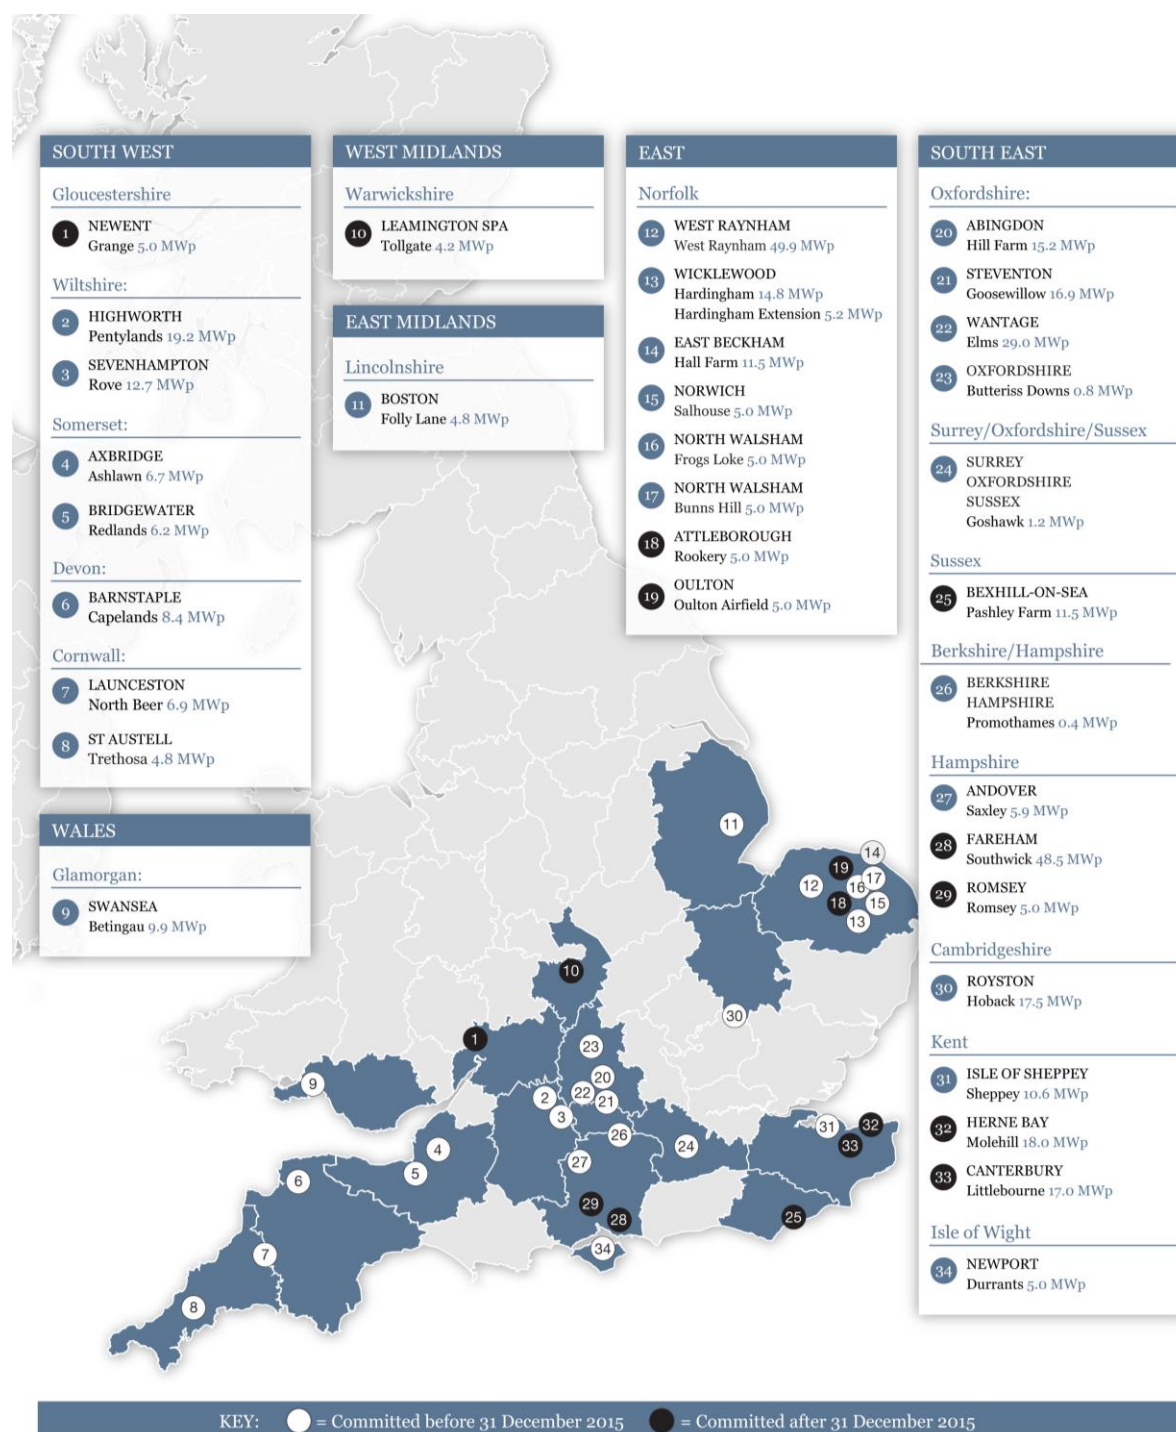 SOUTH WEST
Gloucestershire
1 NEWENT
Grange 5.0 MWp
Wiltshire:
2 HIGHWORTH
Pentylands 19.2 MWp
3 SEVENHAMPTON
Rove 12.7 MWp
Somerset:
4 AXBRIDGE
Ashlawn 6.7 MWp
5 BRIDGEWATER
Redlands 6.2 MWp
Devon:
6 BARNSTAPLE
Capelands 8.4 MWp
Cornwall:
7 LAUNCESTON
North Beer 6.9 MWp
8 ST AUSTELL
Trethosa 4.8 MWp
WALES
Glamorgan:
9 SWANSEA
Betingau 9.9 MWp
WEST MIDLANDS
Warwickshire
10 LEAMINGTON SPA
Tollgate 4.2 MWp
EAST MIDLANDS
Lincolnshire
11 BOSTON
Folly Lane 4.8 MWp
EAST
Norfolk
12 WEST RAYNHAM
West Raynham 49.9 MWp
13 WICKLEWOOD
Hardingham 14.8 MWp
Hardingham Extension 5.2 MWp
14 EAST BECKHAM
Hall Farm 11.5 MWp
15 NORWICH
Salhouse 5.0 MWp
16 NORTH WALSHAM
Frogs Loke 5.0 MWp
17 NORTH WALSHAM
Bunns Hill 5.0 MWp
18 ATTLEBOROUGH
Rookery 5.0 MWp
19 OULTON
Oulton Airfield 5.0 MWp
SOUTH EAST
Oxfordshire:
20 ABINGDON
Hill Farm 15.2 MWp
21 STEVENTON
Goosewillow 16.9 MWp
22 WANTAGE
Elms 29.0 MWp
23 OXFORDSHIRE
Butteriss Downs 0.8 MWp
Surrey/Oxfordshire/Sussex
24 SURREY
OXFORDSHIRE
SUSSEX
Goshawk 1.2 MWp
Sussex
25 BEXHILL-ON-SEA
Pashley Farm 11.5 MWp
Berkshire/Hampshire
26 BERKSHIRE
HAMPSHIRE
Promothames 0.4 MWp
Hampshire
27 ANDOVER
Saxley 5.9 MWp
28 FAREHAM
Southwick 48.5 MWp
29 ROMSEY
Romsey 5.0 MWp
Cambridgeshire
30 ROYSTON
Hoback 17.5 MWp
Kent
31 ISLE OF SHEPPEY
Sheppey 10.6 MWp
32 HERNE BAY
Molehill 18.0 MWp
33 CANTERBURY
Littlebourne 17.0 MWp
Isle of Wight
34 NEWPORT
Durrants 5.0 MWp
11
14
19
17
12
16
18
15
13
10
30
1
23
20
9
22
21
2
3
31
32
26
33
24
4
27
5
6
29
25
28
34
7
8
KEY: = Committed before 31 December 2015 = Committed after 31 December 2015